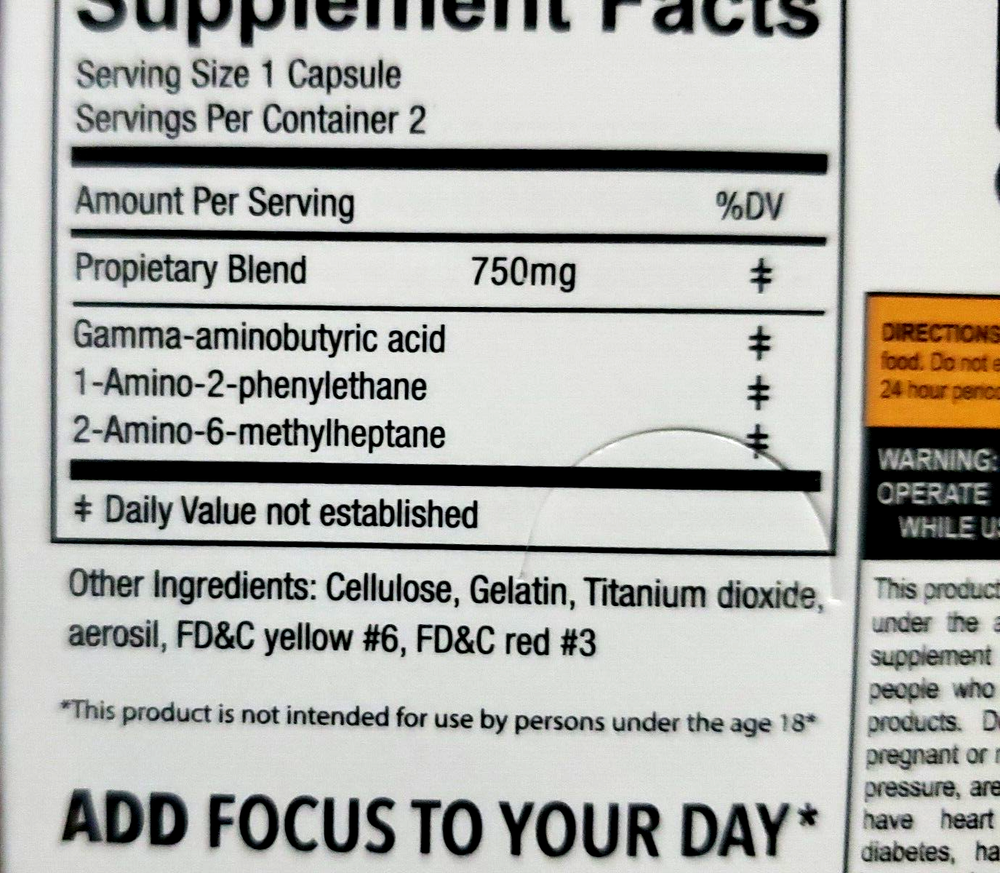 Supplement Facts
Serving Size 1 Capsule
Servings Per Container 2
Amount Per Serving %DV
Propietary Blend 750mg ǂ
Gamma-aminobutyric acid ǂ
1-Amino-2-phenylethane ǂ
2-Amino-6-methylheptane ǂ
ǂ Daily Value not established
Other Ingredients: Cellulose, Gelatin, Titanium dioxide,
aerosil, FD&C yellow #6, FD&C red #3
*This product is not intended for use by persons under the age 18*
ADD FOCUS TO YOUR DAY*
DIRECTIONS
food. Do not
24 hour
WARNING:
OPERATE
WHILE
This product
under the
supplement
people who
products.
pregnant or
pressure, are
have heart
diabetes,